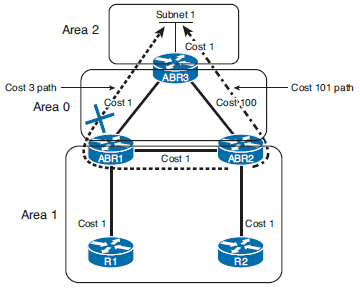 Subnet 1
Area 2
Cost 1
ABR3
Cost 3 path
Cost 101 path
Area 0
Cost 1
Cost 100
ABR1
Cost 1
ABR2
Area 1
Cost 1
Cost 1
R1
R2